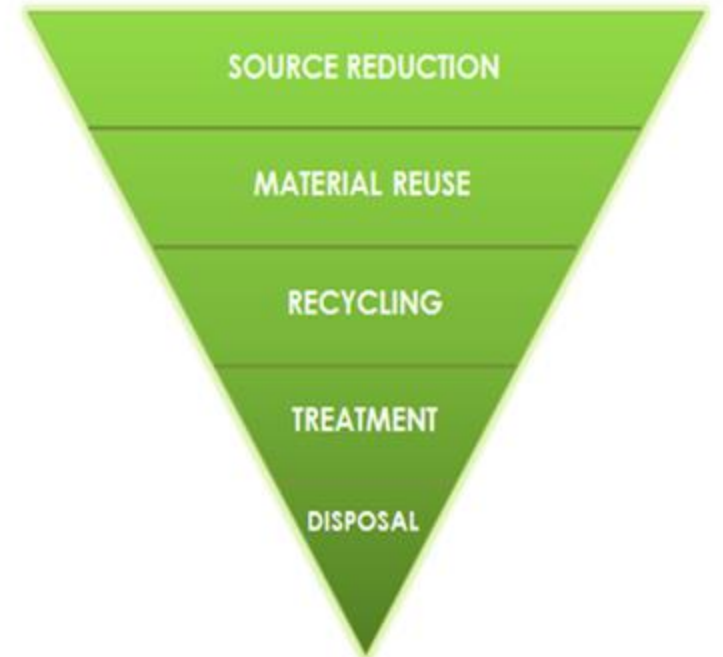 SOURCE REDUCTION
MATERIAL REUSE
RECYCLING
TREATMENT
DISPOSAL